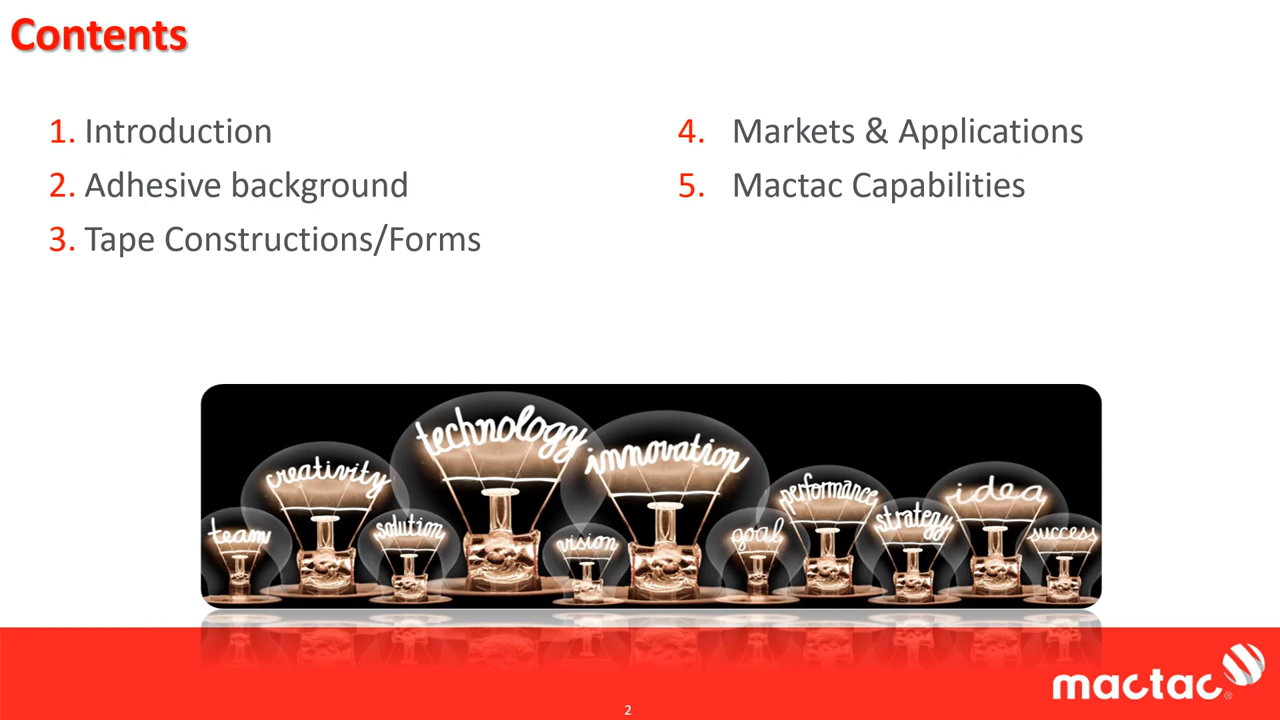 Contents
1. Introduction
2. Adhesive background
3. Tape Constructions/Forms
4. Markets & Applications
5. Mactac Capabilities
team
creativity
solution
technology
vision
innovation
goal
performance
strategy
idea
success
mactac®
2